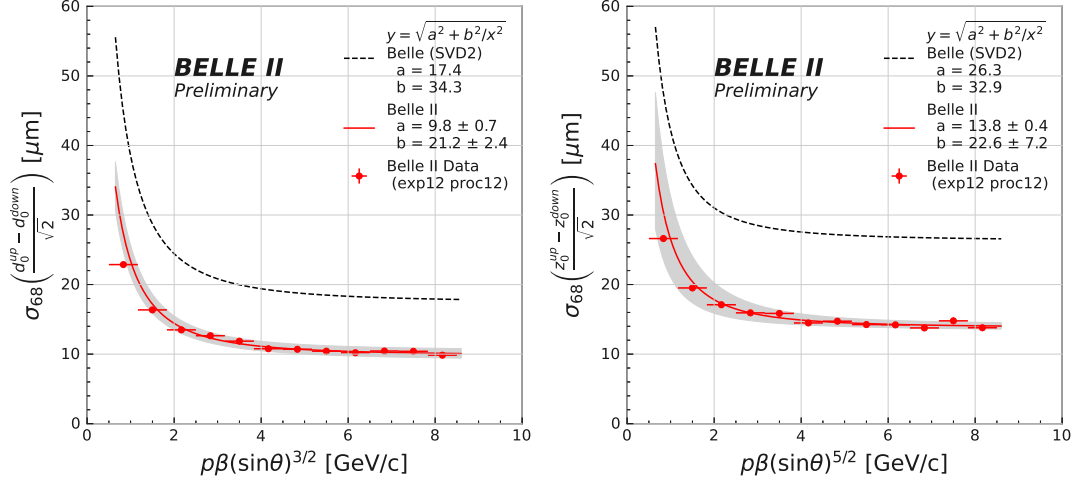 60
50
40
30
20
10
0
0
2
4
6
8
10
σ68((d0^up − d0^down)/√2) [μm]
pβ(sinθ)^3/2 [GeV/c]
BELLE II
Preliminary
y = √(a² + b²/x²)
Belle (SVD2)
a = 17.4
b = 34.3
Belle II
a = 9.8 ± 0.7
b = 21.2 ± 2.4
Belle II Data
(exp12 proc12)
60
50
40
30
20
10
0
0
2
4
6
8
10
σ68((z0^up − z0^down)/√2) [μm]
pβ(sinθ)^5/2 [GeV/c]
BELLE II
Preliminary
y = √(a² + b²/x²)
Belle (SVD2)
a = 26.3
b = 32.9
Belle II
a = 13.8 ± 0.4
b = 22.6 ± 7.2
Belle II Data
(exp12 proc12)